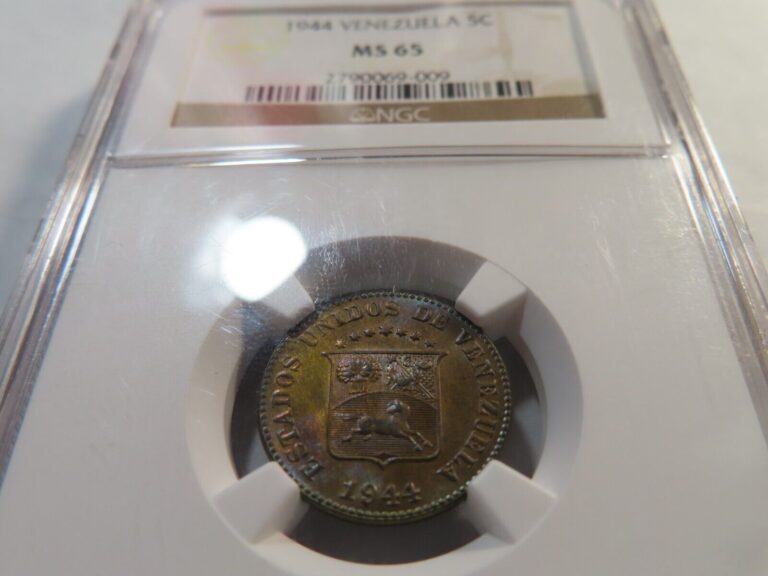 1944 VENEZUELA 5C
MS 65
2790069-009
NGC
ESTADOS UNIDOS DE VENEZUELA
1944